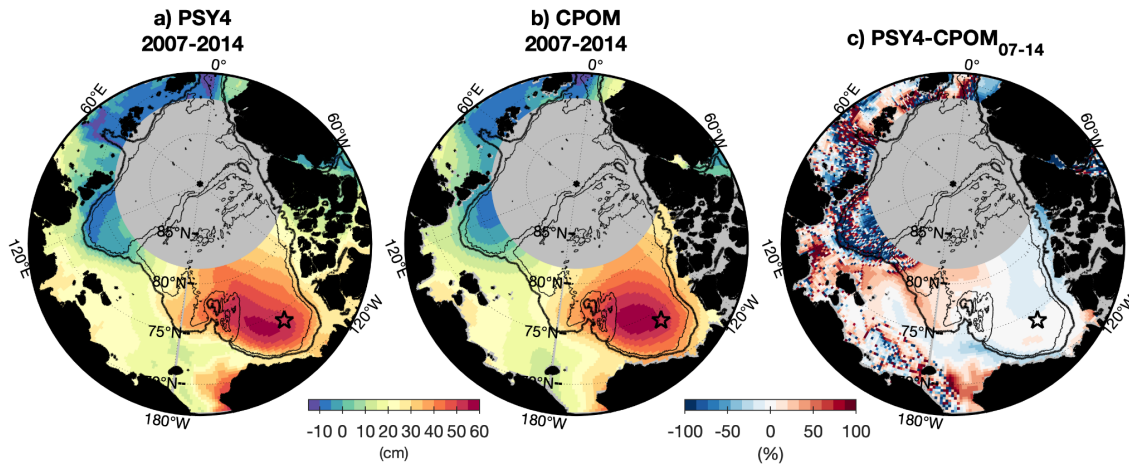 a) PSY4
2007-2014
b) CPOM
2007-2014
c) PSY4-CPOM07-14
0°
60°E
60°W
120°E
120°W
85°N
80°N
75°N
180°W
0°
60°E
60°W
120°E
120°W
85°N
80°N
75°N
180°W
0°
60°E
60°W
120°E
120°W
85°N
80°N
75°N
180°W
-10 0 10 20 30 40 50 60
(cm)
-100 -50 0 50 100
(%)